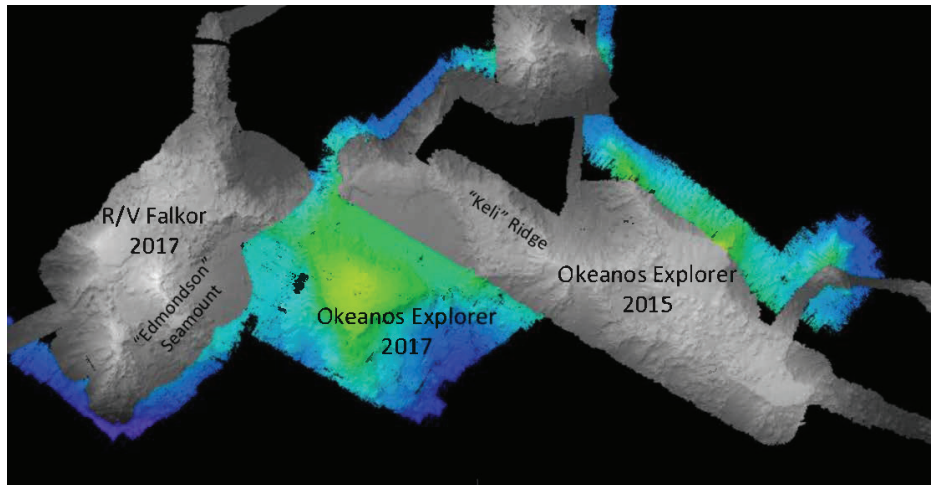 R/V Falkor
2017
"Edmondson"
Seamount
Okeanos Explorer
2017
"Keli" Ridge
Okeanos Explorer
2015